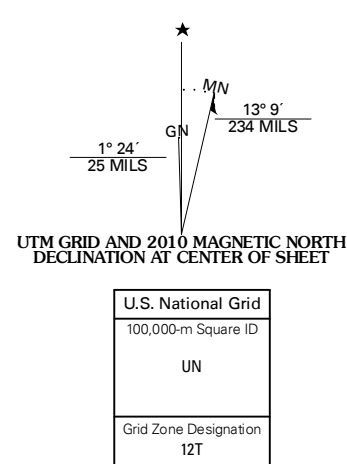 MN
GN
13° 9´
234 MILS
1° 24´
25 MILS
UTM GRID AND 2010 MAGNETIC NORTH
DECLINATION AT CENTER OF SHEET
U.S. National Grid
100,000-m Square ID
UN
Grid Zone Designation
12T